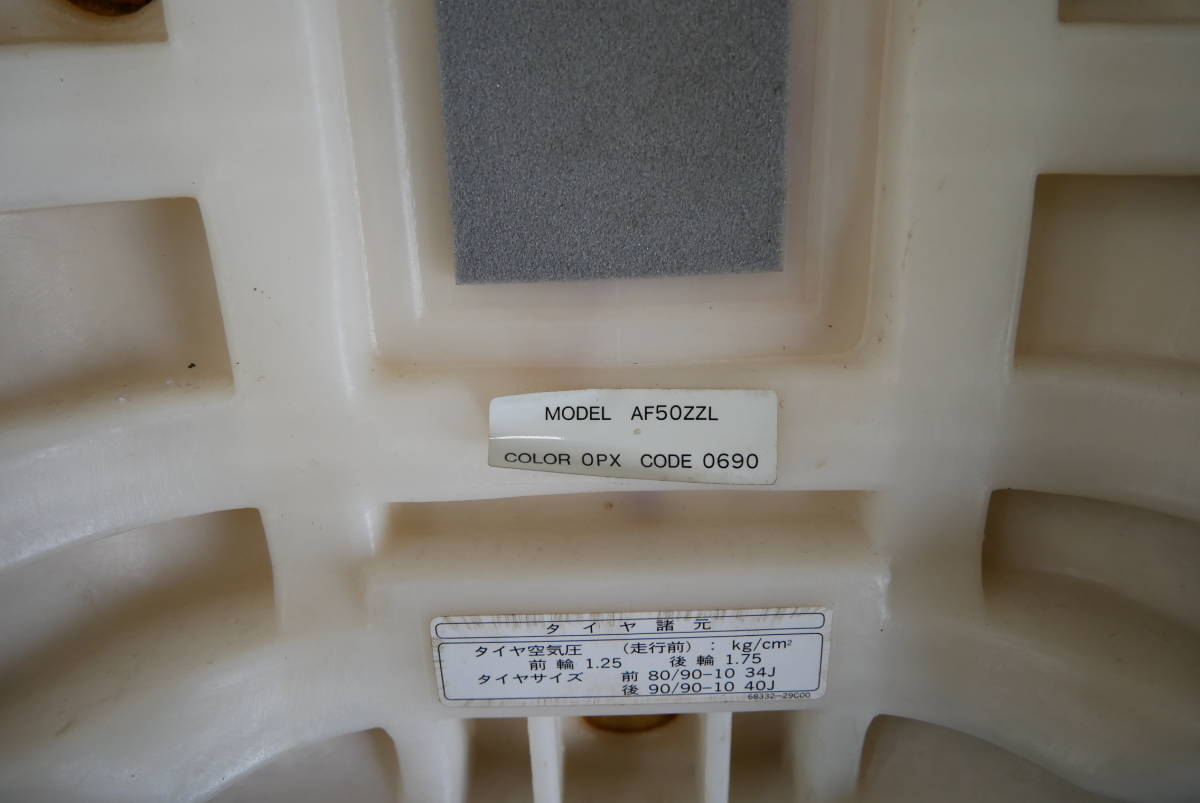 MODEL AF50ZZL
COLOR 0PX CODE 0690
タイヤ諸元
タイヤ空気圧 (走行前) : kg/cm²
前輪 1.25 後輪 1.75
タイヤサイズ 前 80/90-10 34J
後 90/90-10 40J
68332-29C00